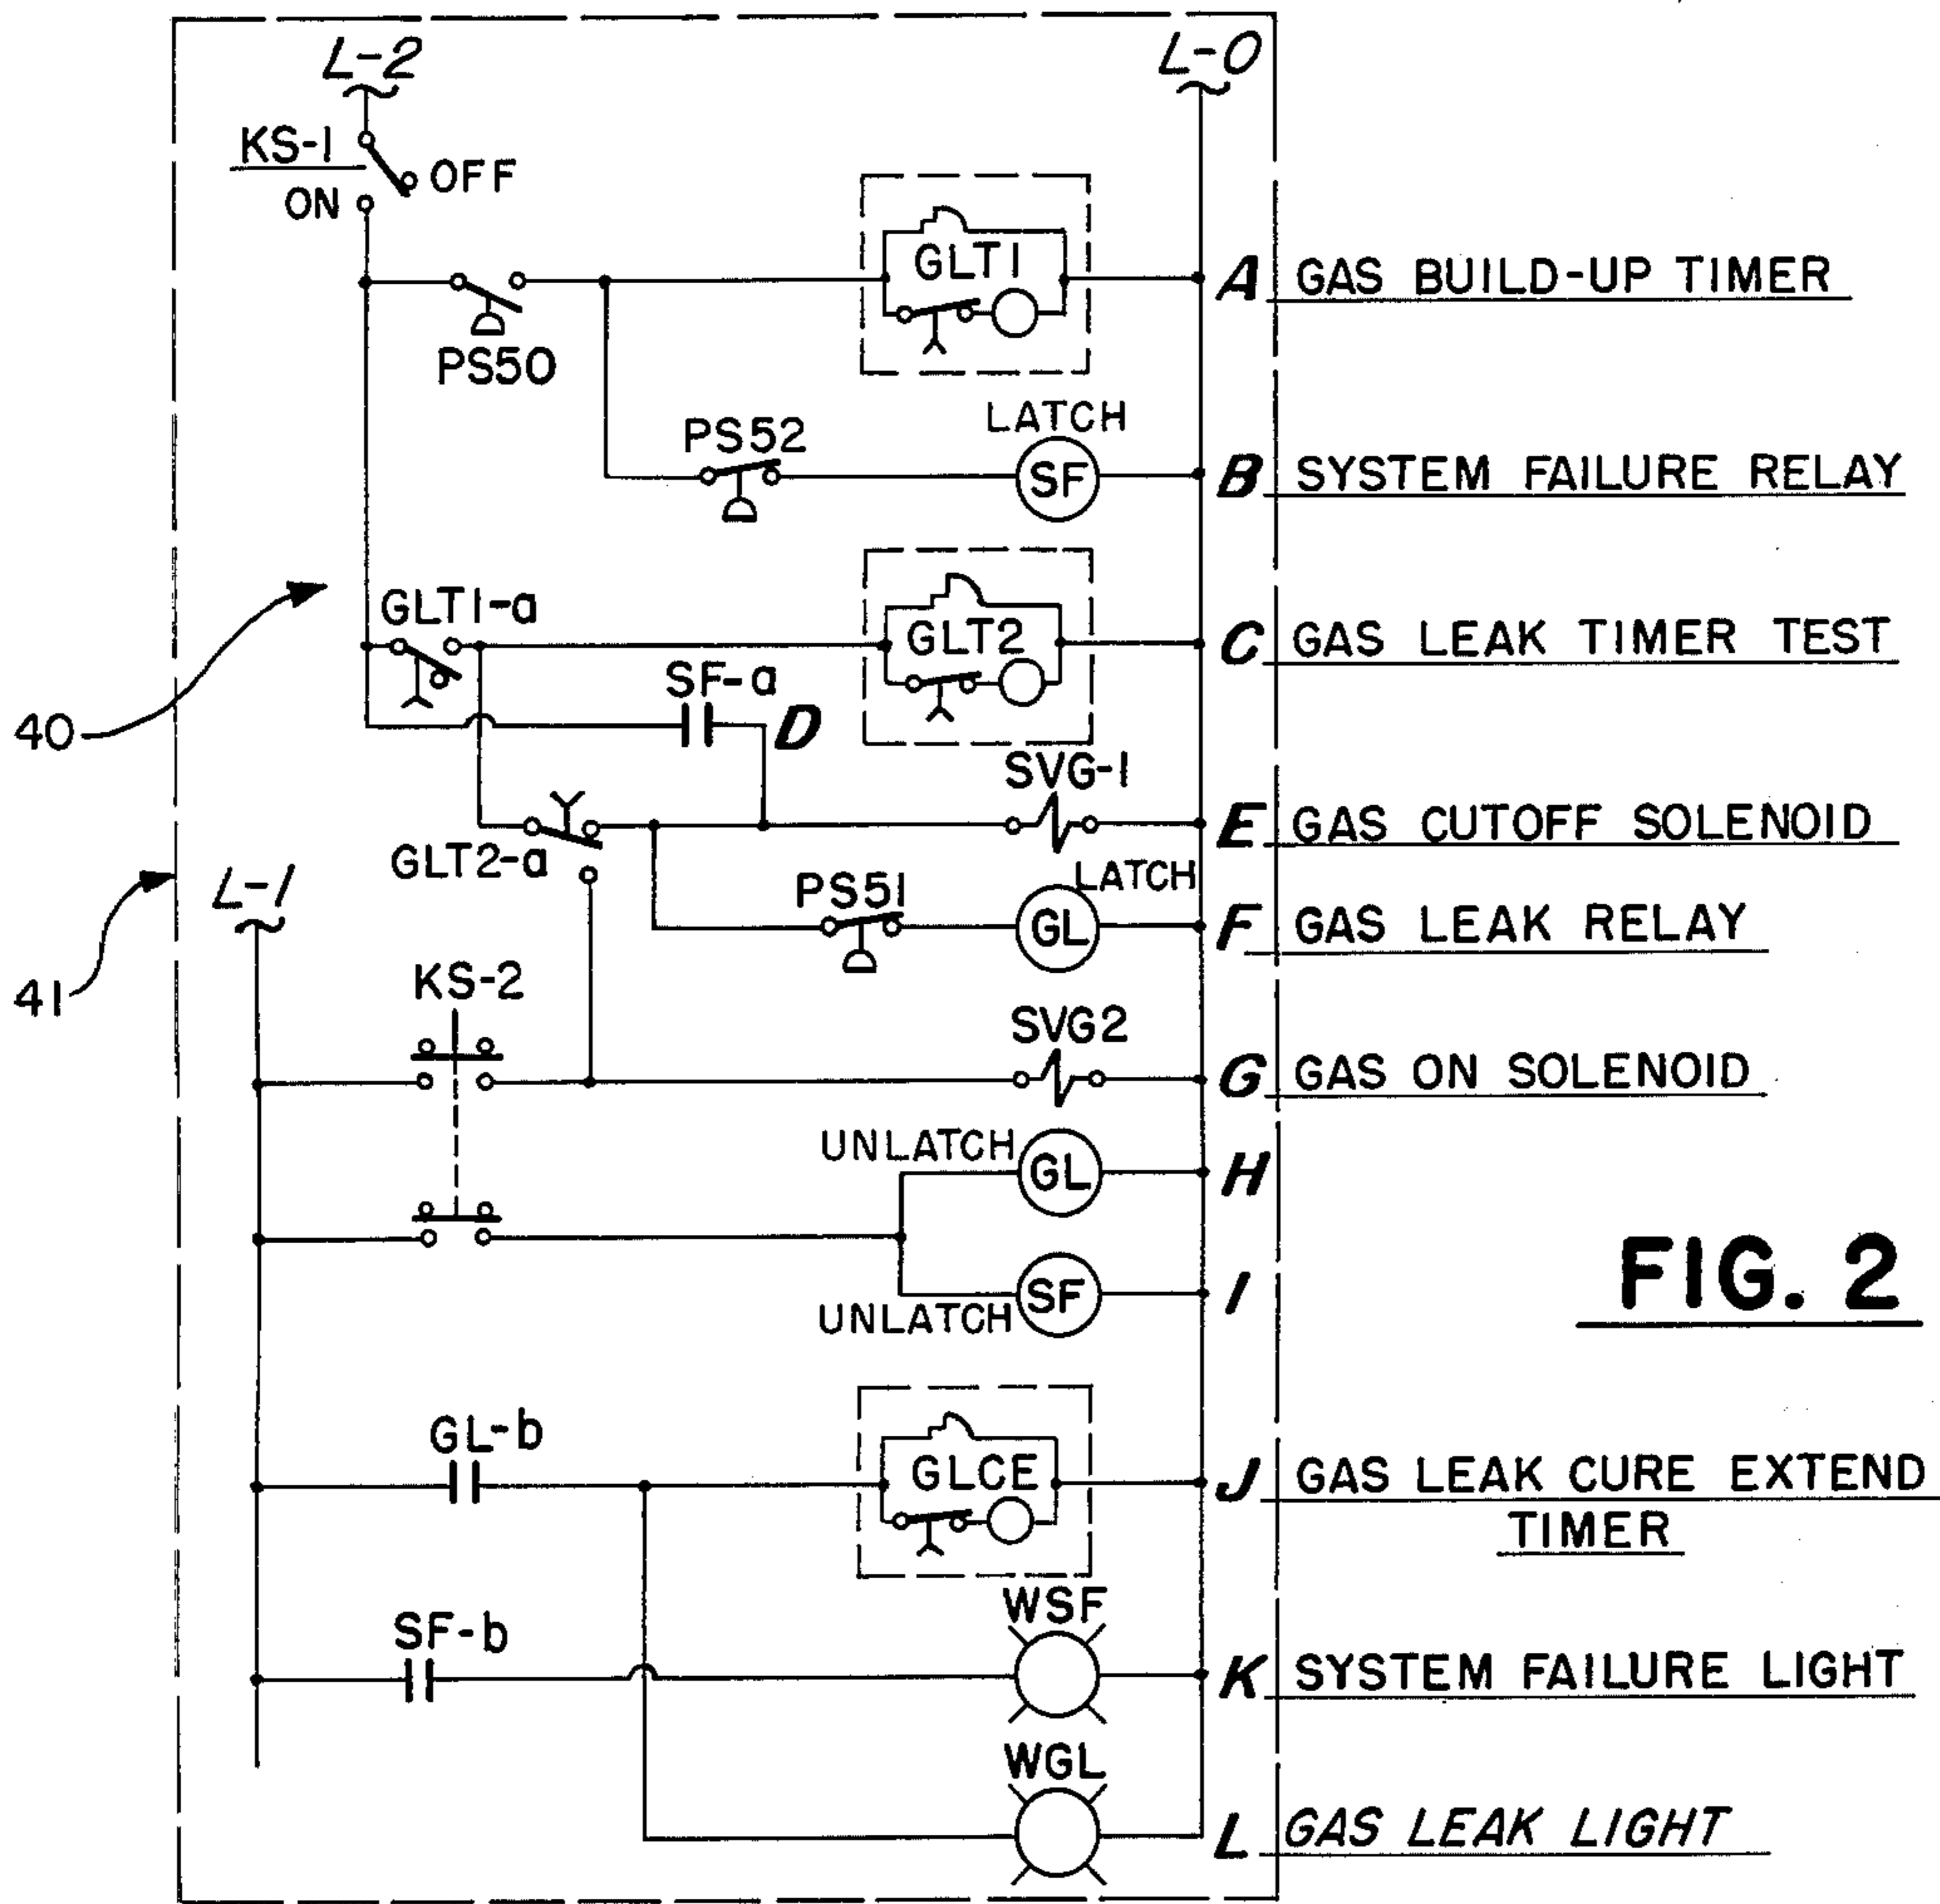 L-2
L-0
KS-1
OFF
ON
GLT1
A GAS BUILD-UP TIMER
PS50
LATCH
PS52
SF
B SYSTEM FAILURE RELAY
GLT1-a
GLT2
C GAS LEAK TIMER TEST
SF-a
D
40
SVG-1
E GAS CUTOFF SOLENOID
GLT2-a
L-1
PS51
LATCH
GL
F GAS LEAK RELAY
41
KS-2
SVG2
G GAS ON SOLENOID
UNLATCH
GL
H
FIG. 2
SF
I
UNLATCH
GL-b
GLCE
J GAS LEAK CURE EXTEND
TIMER
WSF
SF-b
K SYSTEM FAILURE LIGHT
WGL
L GAS LEAK LIGHT